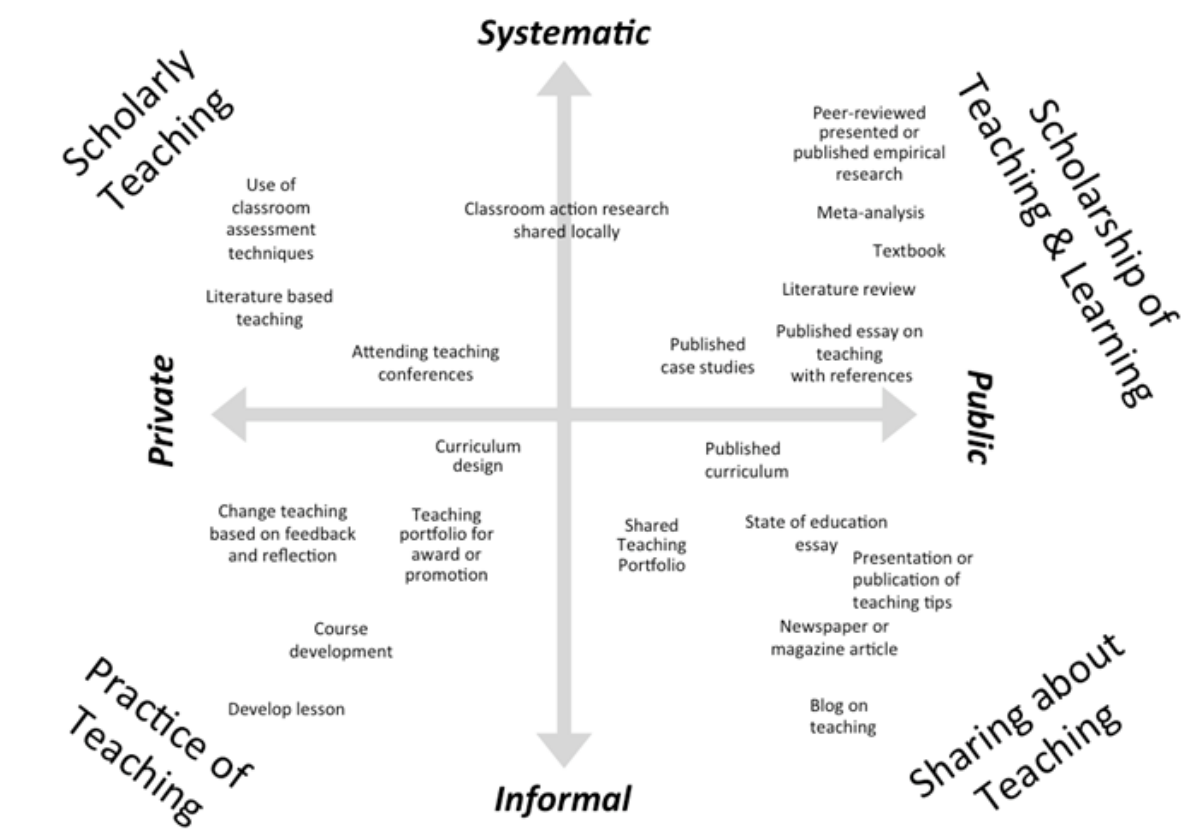 Systematic
Scholarly
Teaching
Scholarship of
Teaching & Learning
Peer-reviewed
presented or
published empirical
research
Use of
classroom
assessment
techniques
Classroom action research
shared locally
Meta-analysis
Textbook
Literature based
teaching
Literature review
Attending teaching
conferences
Published
case studies
Published essay on
teaching
with references
Private
Public
Curriculum
design
Published
curriculum
Change teaching
based on feedback
and reflection
Teaching
portfolio for
award or
promotion
Shared
Teaching
Portfolio
State of education
essay
Presentation or
publication of
teaching tips
Course
development
Newspaper or
magazine article
Develop lesson
Blog on
teaching
Practice of
Teaching
Sharing about
Teaching
Informal